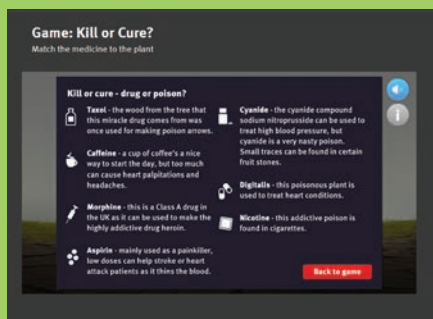 Game: Kill or Cure?
Match the medicine to the plant
Kill or cure - drug or poison?
Taxol - the wood from the tree that
this miracle drug comes from was
once used for making poison arrows.
Caffeine - a cup of coffee's a nice
way to start the day, but too much
can cause heart palpitations and
headaches.
Morphine - this is a Class A drug in
the UK as it can be used to make the
highly addictive drug heroin.
Aspirin - mainly used as a painkiller,
low doses can help stroke or heart
attack patients as it thins the blood.
Cyanide - the cyanide compound
sodium nitroprusside can be used to
treat high blood pressure, but
cyanide is a very nasty poison.
Small traces can be found in certain
fruit stones.
Digitalis - this poisonous plant is
used to treat heart conditions.
Nicotine - this addictive poison is
found in cigarettes.
Back to game